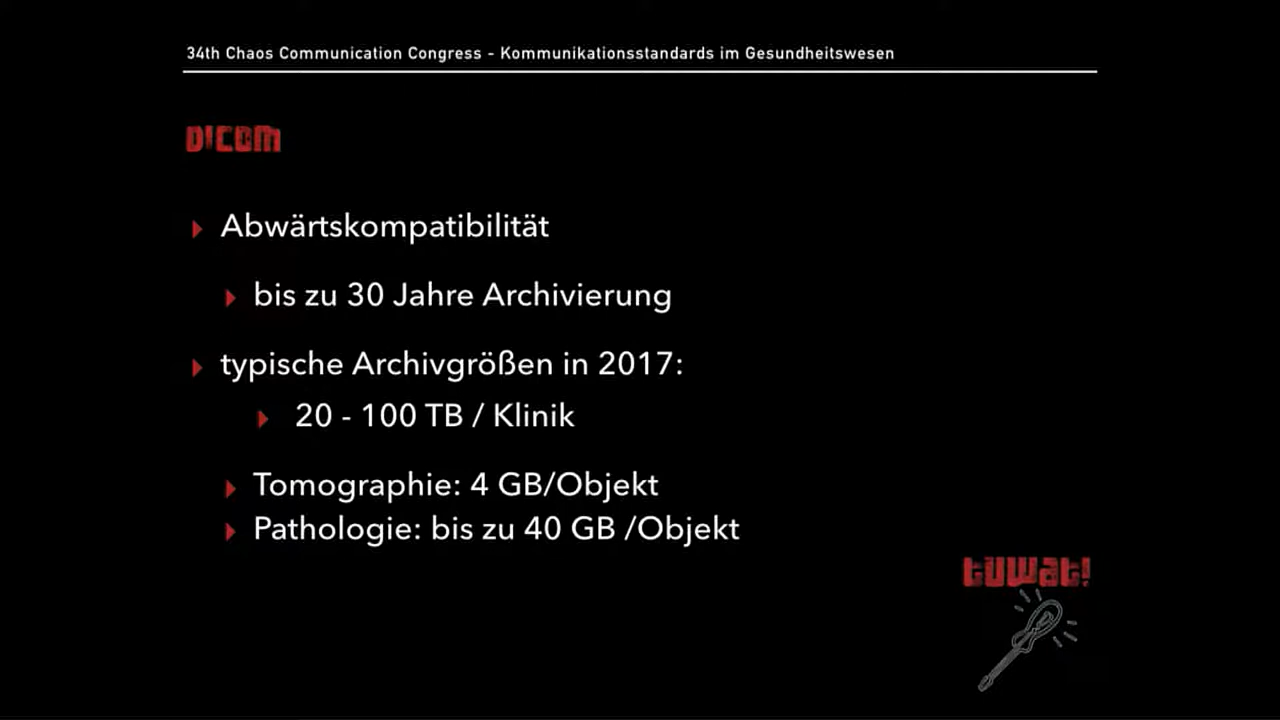 34th Chaos Communication Congress - Kommunikationsstandards im Gesundheitswesen
DICOM
Abwärtskompatibilität
bis zu 30 Jahre Archivierung
typische Archivgrößen in 2017:
20 - 100 TB / Klinik
Tomographie: 4 GB/Objekt
Pathologie: bis zu 40 GB /Objekt
tuwat!